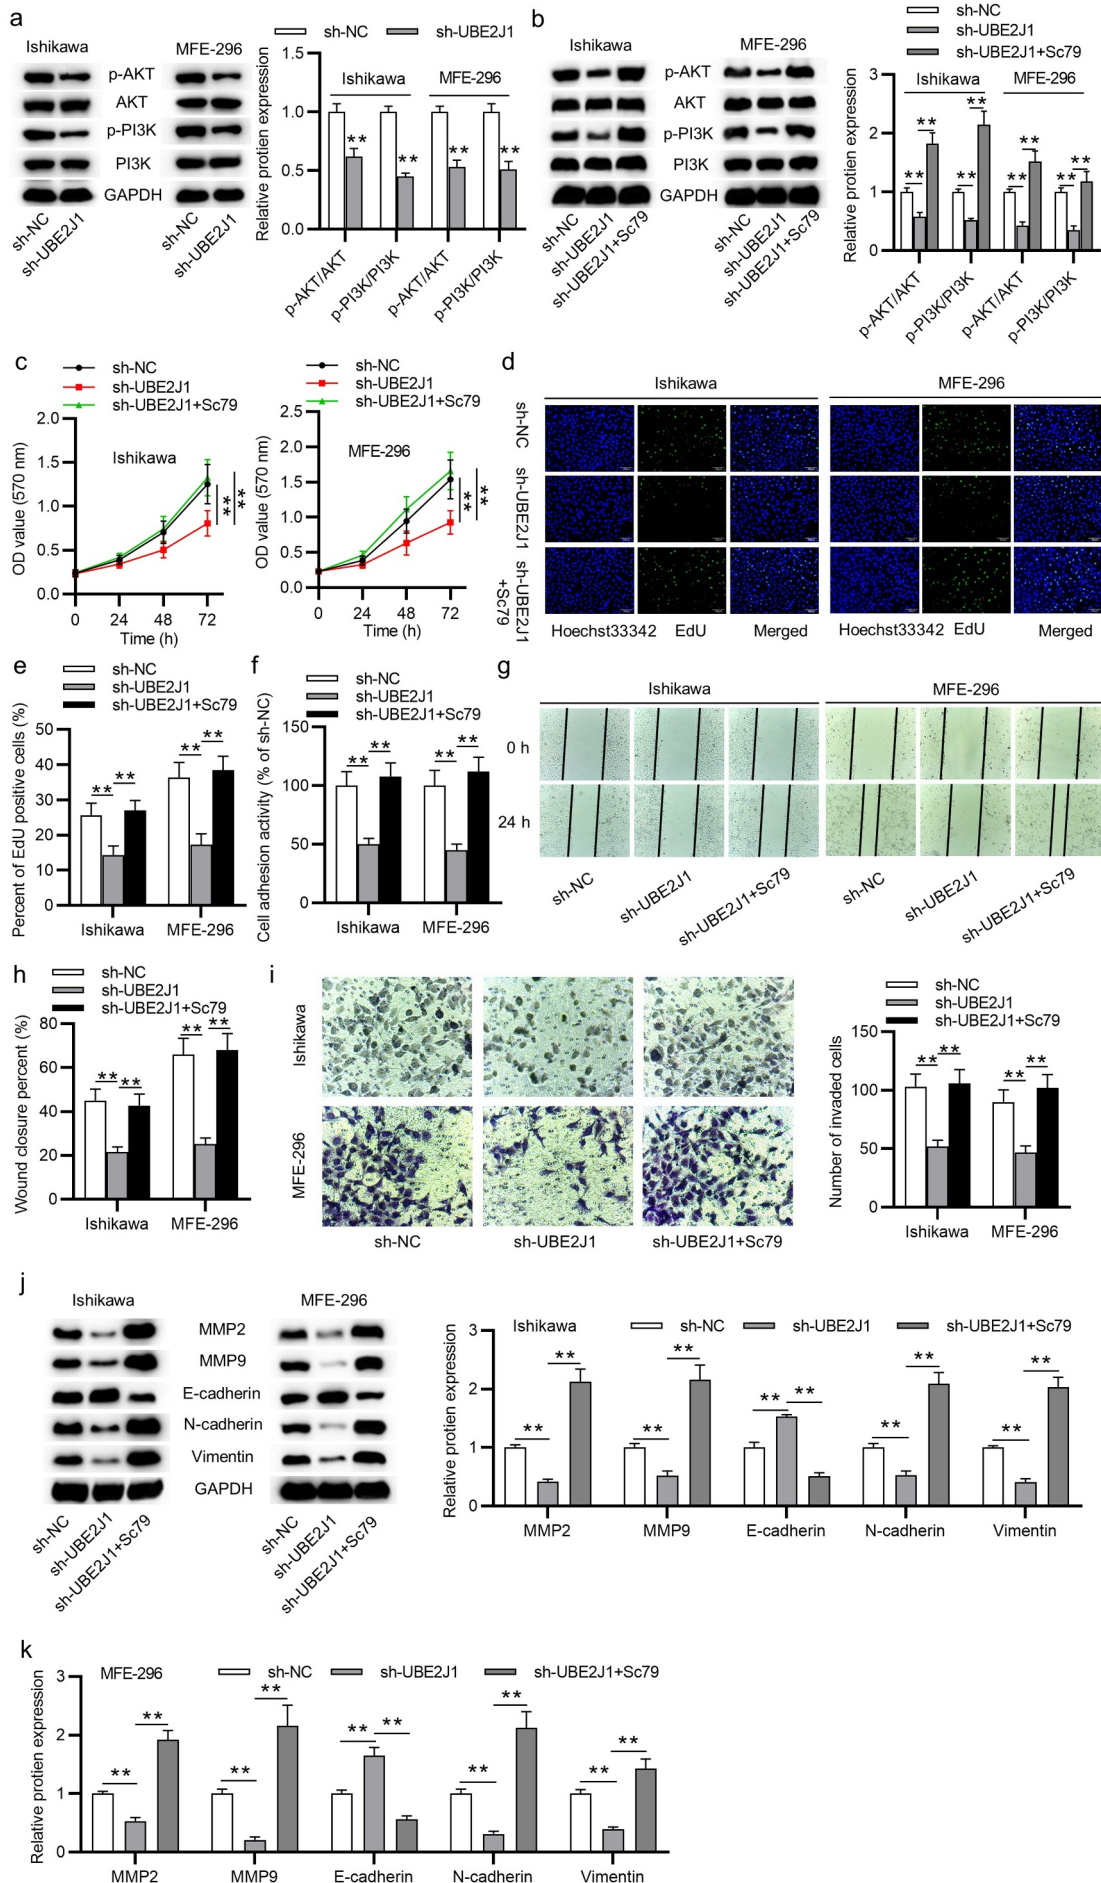 a
Ishikawa
MFE-296
p-AKT
AKT
p-PI3K
PI3K
GAPDH
sh-NC
sh-UBE2J1
sh-NC
sh-UBE2J1
sh-NC
sh-UBE2J1
Relative protien expression
1.5
1.0
0.5
0.0
Ishikawa
MFE-296
**
**
**
**
p-AKT/AKT
p-PI3K/PI3K
p-AKT/AKT
p-PI3K/PI3K
b
Ishikawa
MFE-296
p-AKT
AKT
p-PI3K
PI3K
GAPDH
sh-NC
sh-UBE2J1
sh-UBE2J1+Sc79
sh-NC
sh-UBE2J1
sh-UBE2J1+Sc79
sh-NC
sh-UBE2J1
sh-UBE2J1+Sc79
Relative protien expression
3
2
1
0
Ishikawa
MFE-296
** ** ** ** ** ** ** **
p-AKT/AKT
p-PI3K/PI3K
p-AKT/AKT
p-PI3K/PI3K
c
sh-NC
sh-UBE2J1
sh-UBE2J1+Sc79
OD value (570 nm)
2.0
1.5
1.0
0.5
0.0
Ishikawa
**
**
0 24 48 72
Time (h)
sh-NC
sh-UBE2J1
sh-UBE2J1+Sc79
OD value (570 nm)
2.5
2.0
1.5
1.0
0.5
0.0
MFE-296
**
**
0 24 48 72
Time (h)
d
Ishikawa
MFE-296
sh-NC
sh-UBE2J1
sh-UBE2J1
+Sc79
Hoechst33342 EdU Merged
Hoechst33342 EdU Merged
e
sh-NC
sh-UBE2J1
sh-UBE2J1+Sc79
Percent of EdU positive cells (%)
50
40
30
20
10
0
** ** ** **
Ishikawa MFE-296
f
sh-NC
sh-UBE2J1
sh-UBE2J1+Sc79
Cell adhesion activity (% of sh-NC)
150
100
50
0
** ** ** **
Ishikawa MFE-296
g
Ishikawa
MFE-296
0 h
24 h
sh-NC
sh-UBE2J1
sh-UBE2J1+Sc79
sh-NC
sh-UBE2J1
sh-UBE2J1+Sc79
h
sh-NC
sh-UBE2J1
sh-UBE2J1+Sc79
Wound closure percent (%)
80
60
40
20
0
** ** ** **
Ishikawa MFE-296
i
Ishikawa
MFE-296
sh-NC sh-UBE2J1 sh-UBE2J1+Sc79
sh-NC
sh-UBE2J1
sh-UBE2J1+Sc79
Number of invaded cells
150
100
50
0
** ** ** **
Ishikawa MFE-296
j
Ishikawa
MFE-296
MMP2
MMP9
E-cadherin
N-cadherin
Vimentin
GAPDH
sh-NC
sh-UBE2J1
sh-UBE2J1+Sc79
sh-NC
sh-UBE2J1
sh-UBE2J1+Sc79
Ishikawa
sh-NC sh-UBE2J1 sh-UBE2J1+Sc79
Relative protien expression
3
2
1
0
** ** ** ** ** ** ** ** ** **
MMP2 MMP9 E-cadherin N-cadherin Vimentin
k
MFE-296
sh-NC sh-UBE2J1 sh-UBE2J1+Sc79
Relative protien expression
3
2
1
0
** ** ** ** ** ** ** ** ** **
MMP2 MMP9 E-cadherin N-cadherin Vimentin